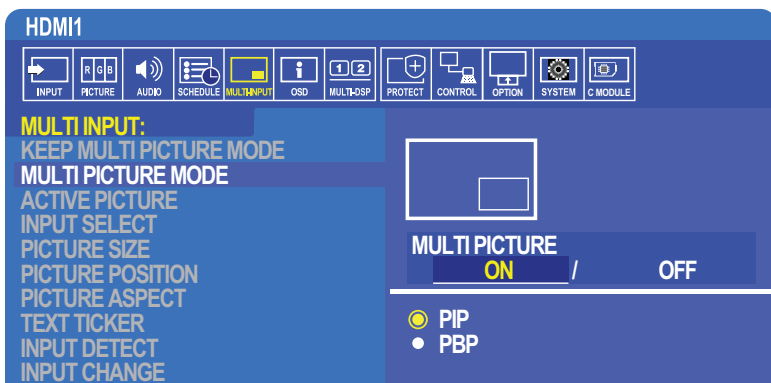 HDMI1
R G B
1 2
INPUT PICTURE AUDIO SCHEDULE MULTI-INPUT OSD MULTI-DSP PROTECT CONTROL OPTION SYSTEM C MODULE
MULTI INPUT:
KEEP MULTI PICTURE MODE
MULTI PICTURE MODE
ACTIVE PICTURE
INPUT SELECT
PICTURE SIZE
PICTURE POSITION
PICTURE ASPECT
TEXT TICKER
INPUT DETECT
INPUT CHANGE
MULTI PICTURE
ON / OFF
PIP
PBP